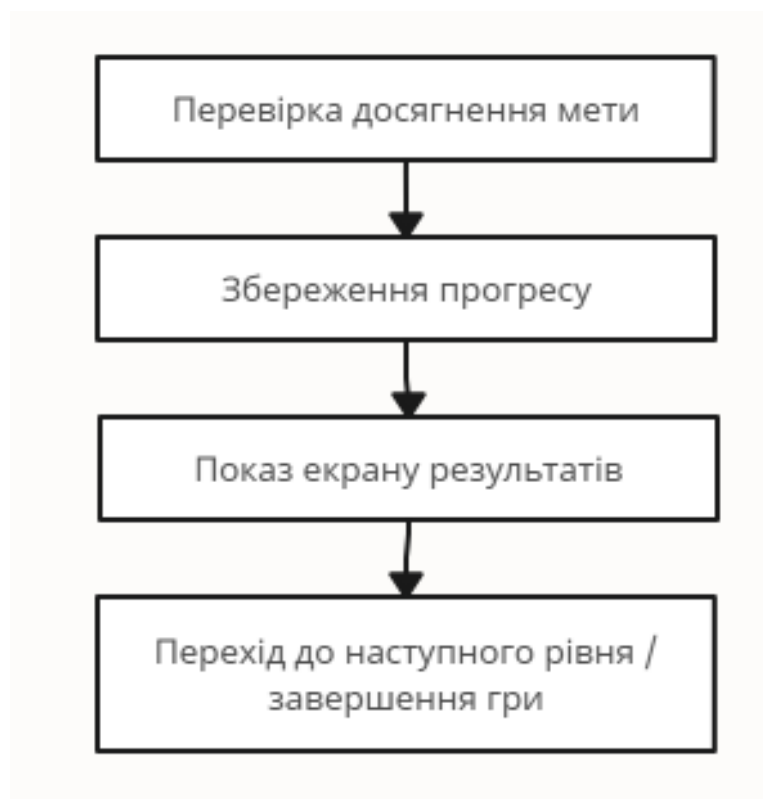 Перевірка досягнення мети
Збереження прогресу
Показ екрану результатів
Перехід до наступного рівня /
завершення гри